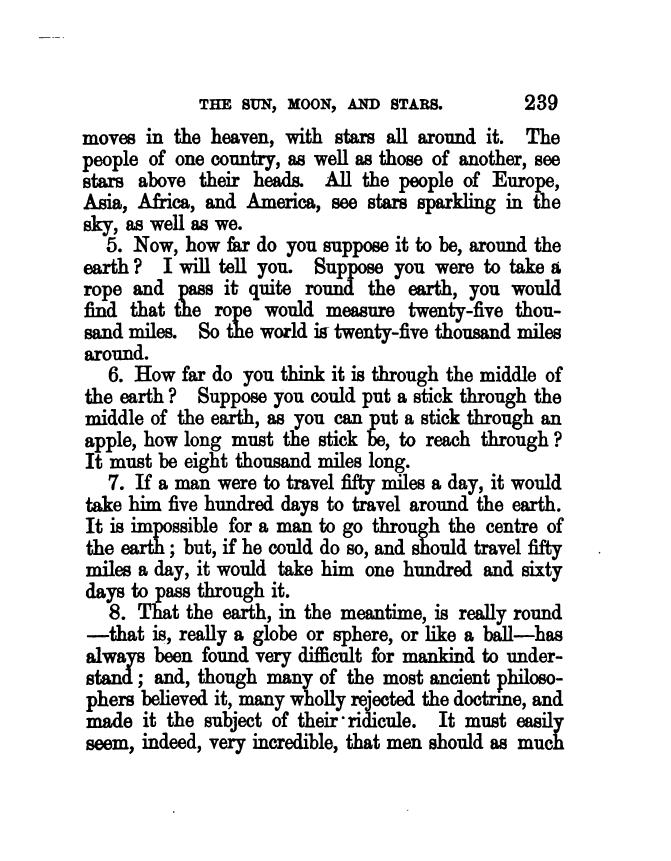 THE SUN, MOON, AND STARS. 239
moves in the heaven, with stars all around it. The
people of one country, as well as those of another, see
stars above their heads. All the people of Europe,
Asia, Africa, and America, see stars sparkling in the
sky, as well as we.
5. Now, how far do you suppose it to be, around the
earth? I will tell you. Suppose you were to take a
rope and pass it quite round the earth, you would
find that the rope would measure twenty-five thou-
sand miles. So the world is twenty-five thousand miles
around.
6. How far do you think it is through the middle of
the earth? Suppose you could put a stick through the
middle of the earth, as you can put a stick through an
apple, how long must the stick be, to reach through?
It must be eight thousand miles long.
7. If a man were to travel fifty miles a day, it would
take him five hundred days to travel around the earth.
It is impossible for a man to go through the centre of
the earth; but, if he could do so, and should travel fifty
miles a day, it would take him one hundred and sixty
days to pass through it.
8. That the earth, in the meantime, is really round
—that is, really a globe or sphere, or like a ball—has
always been found very difficult for mankind to under-
stand; and, though many of the most ancient philoso-
phers believed it, many wholly rejected the doctrine, and
made it the subject of their ridicule. It must easily
seem, indeed, very incredible, that men should as much